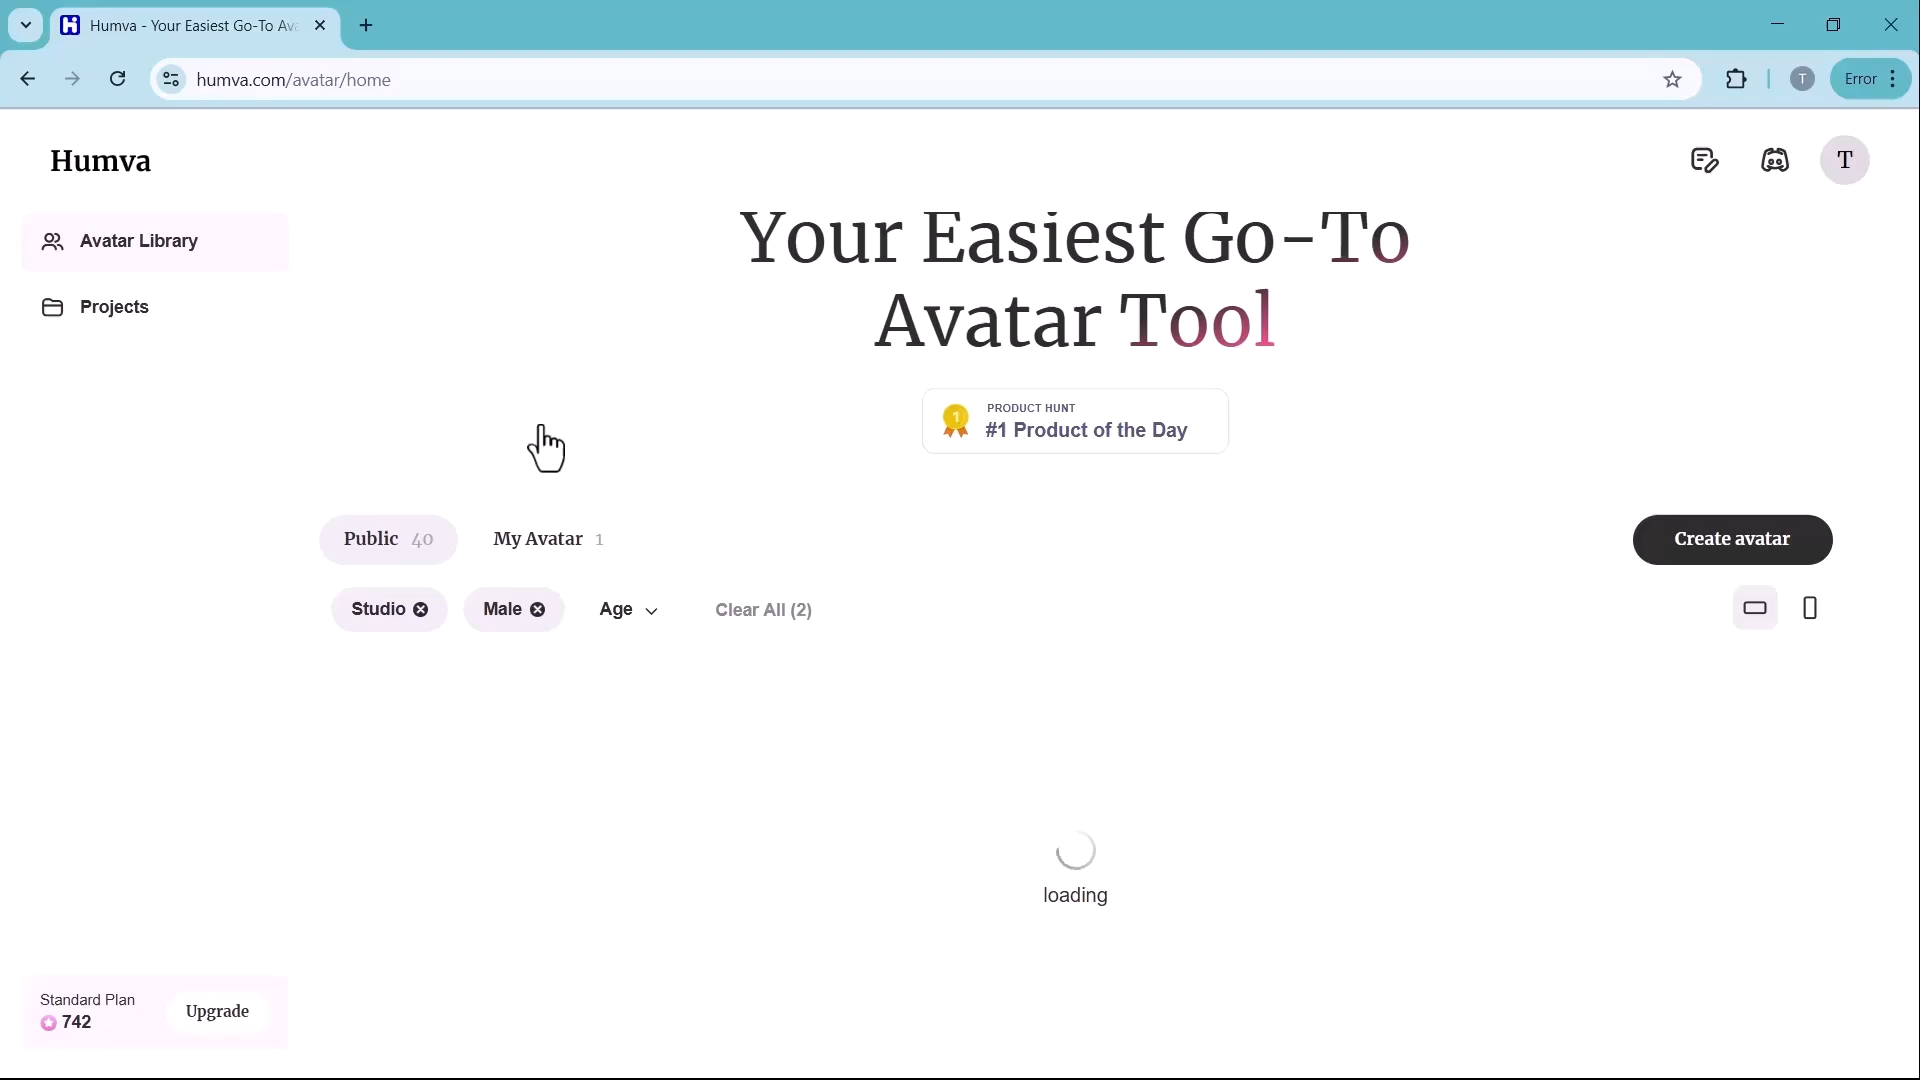 Humva - Your Easiest Go-To Ava
humva.com/avatar/home
T
Error
Humva
T
Avatar Library
Projects
Your Easiest Go-To
Avatar Tool
1
PRODUCT HUNT
#1 Product of the Day
Public 40
My Avatar 1
Create avatar
Studio
Male
Age
Clear All (2)
loading
Standard Plan
742
Upgrade